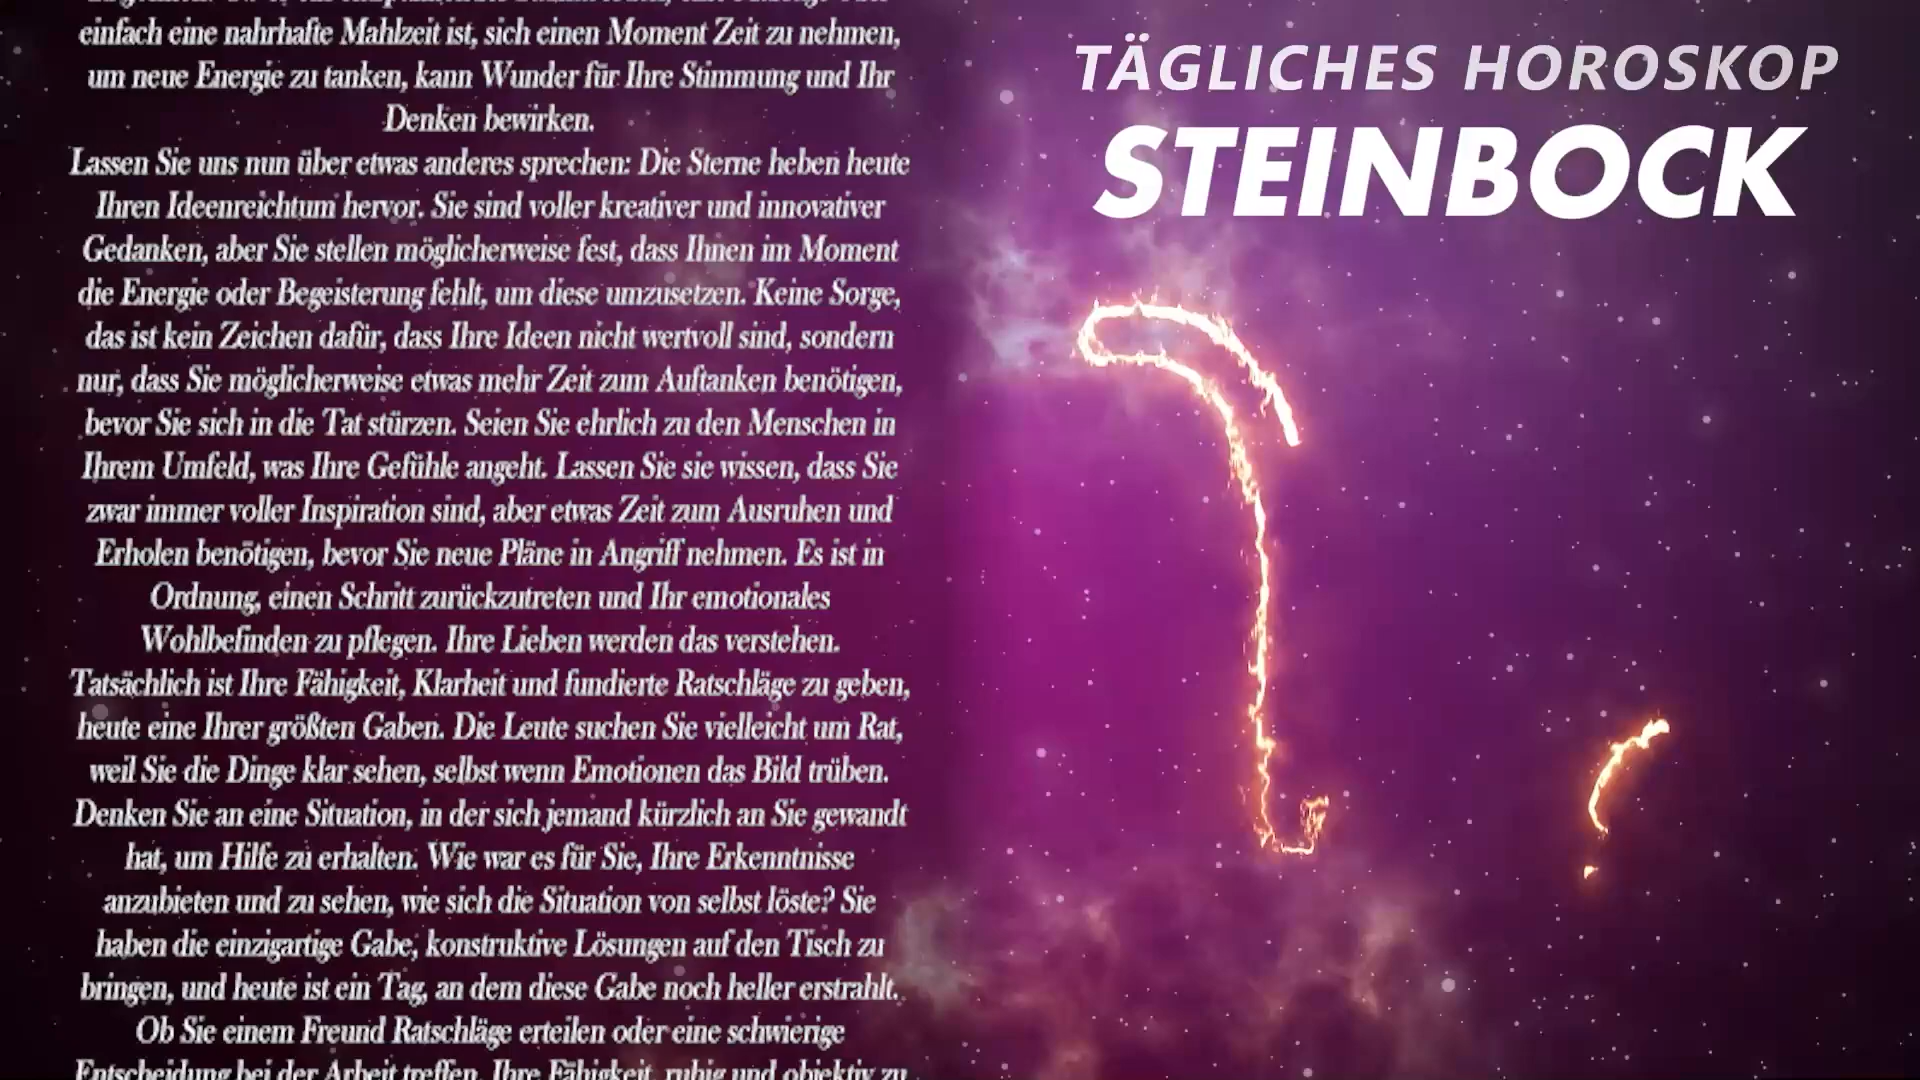 einfach eine nahrhafte Mahlzeit ist, sich einen Moment Zeit zu nehmen,
um neue Energie zu tanken, kann Wunder für Ihre Stimmung und Ihr
Denken bewirken.
Lassen Sie uns nun über etwas anderes sprechen: Die Sterne heben heute
Ihren Ideenreichtum hervor. Sie sind voller kreativer und innovativer
Gedanken, aber Sie stellen möglicherweise fest, dass Ihnen im Moment
die Energie oder Begeisterung fehlt, um diese umzusetzen. Keine Sorge,
das ist kein Zeichen dafür, dass Ihre Ideen nicht wertvoll sind, sondern
nur, dass Sie möglicherweise etwas mehr Zeit zum Auftanken benötigen,
bevor Sie sich in die Tat stürzen. Seien Sie ehrlich zu den Menschen in
Ihrem Umfeld, was Ihre Gefühle angeht. Lassen Sie sie wissen, dass Sie
zwar immer voller Inspiration sind, aber etwas Zeit zum Ausruhen und
Erholen benötigen, bevor Sie neue Pläne in Angriff nehmen. Es ist in
Ordnung, einen Schritt zurückzutreten und Ihr emotionales
Wohlbefinden zu pflegen. Ihre Lieben werden das verstehen.
Tatsächlich ist Ihre Fähigkeit, Klarheit und fundierte Ratschläge zu geben,
heute eine Ihrer größten Gaben. Die Leute suchen Sie vielleicht um Rat,
weil Sie die Dinge klar sehen, selbst wenn Emotionen das Bild trüben.
Denken Sie an eine Situation, in der sich jemand kürzlich an Sie gewandt
hat, um Hilfe zu erhalten. Wie war es für Sie, Ihre Erkenntnisse
anzubieten und zu sehen, wie sich die Situation von selbst löste? Sie
haben die einzigartige Gabe, konstruktive Lösungen auf den Tisch zu
bringen, und heute ist ein Tag, an dem diese Gabe noch heller erstrahlt.
Ob Sie einem Freund Ratschläge erteilen oder eine schwierige
Entscheidung bei der Arbeit treffen, Ihre Fähigkeit, ruhig und objektiv zu
TÄGLICHES HOROSKOP
STEINBOCK